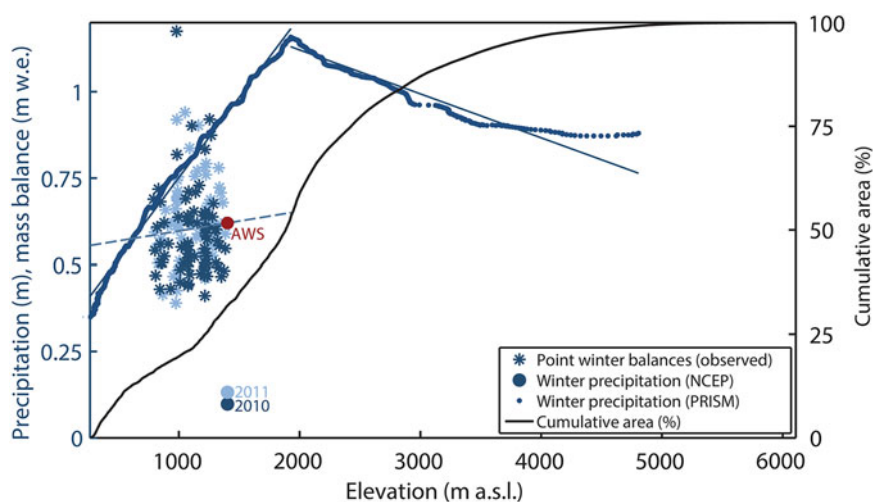 Precipitation (m), mass balance (m w.e.)
1
0.75
0.5
0.25
0
100
75
50
25
0
Cumulative area (%)
AWS
2011
2010
Point winter balances (observed)
Winter precipitation (NCEP)
Winter precipitation (PRISM)
Cumulative area (%)
1000 2000 3000 4000 5000 6000
Elevation (m a.s.l.)